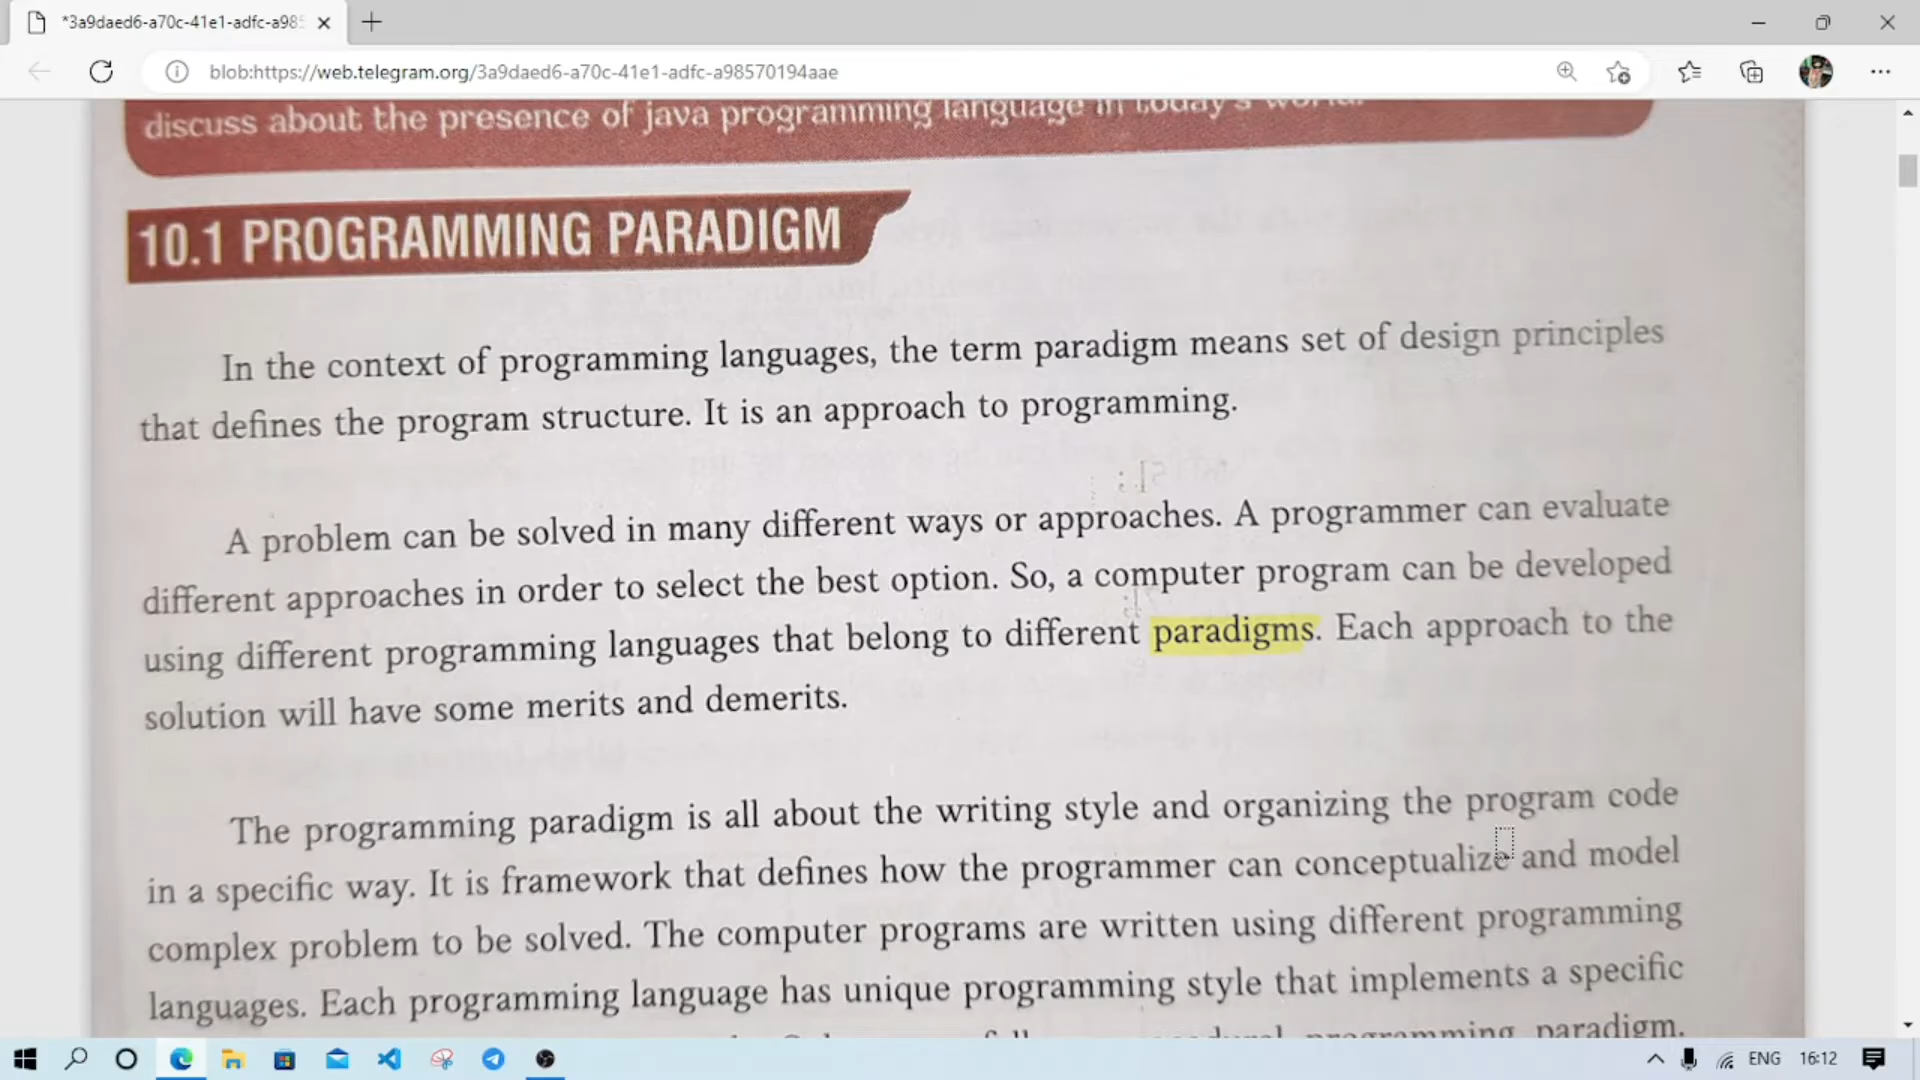 *3a9daed6-a70c-41e1-adfc-a98
blob:https://web.telegram.org/3a9daed6-a70c-41e1-adfc-a98570194aae
discuss about the presence of java programming language in today's world.
10.1 PROGRAMMING PARADIGM
In the context of programming languages, the term paradigm means set of design principles
that defines the program structure. It is an approach to programming.
A problem can be solved in many different ways or approaches. A programmer can evaluate
different approaches in order to select the best option. So, a computer program can be developed
using different programming languages that belong to different paradigms. Each approach to the
solution will have some merits and demerits.
The programming paradigm is all about the writing style and organizing the program code
in a specific way. It is framework that defines how the programmer can conceptualize and model
complex problem to be solved. The computer programs are written using different programming
languages. Each programming language has unique programming style that implements a specific
programming paradigm.
ENG 16:12